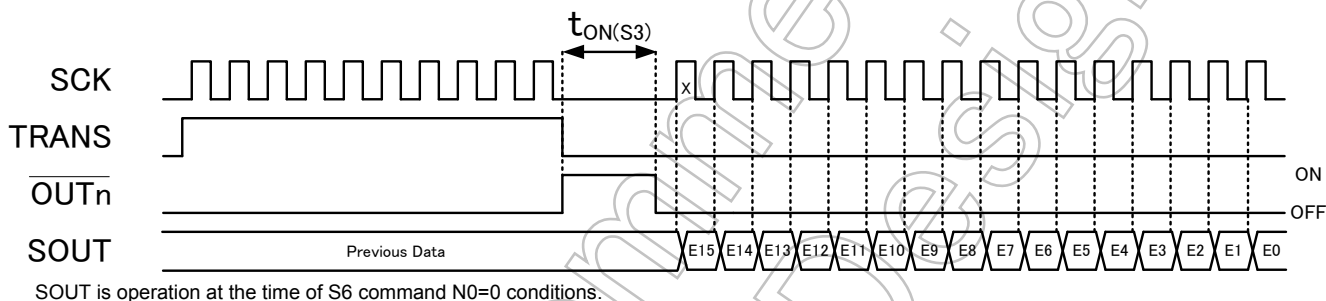 tON(S3)
SCK
X
TRANS
OUTn
ON
OFF
SOUT
Previous Data
E15 E14 E13 E12 E11 E10 E9 E8 E7 E6 E5 E4 E3 E2 E1 E0
SOUT is operation at the time of S6 command N0=0 conditions.